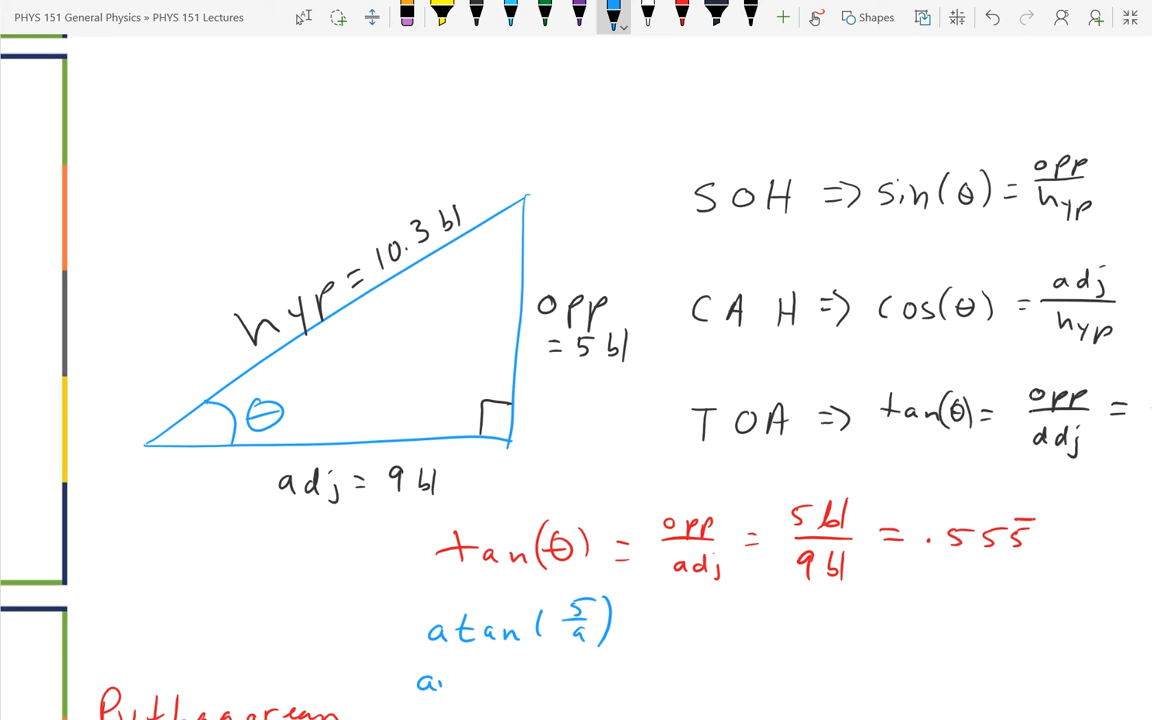 PHYS 151 General Physics » PHYS 151 Lectures
Shapes
SOH => sin(θ) = opp/hyp
hyp = 10.3 bl
opp
= 5 bl
CAH => cos(θ) = adj/hyp
θ
TOA => tan(θ) = opp/adj =
adj = 9 bl
tan(θ) = opp/adj = 5 bl/9 bl = .555̅
atan(5/9)
a
Pythagorean